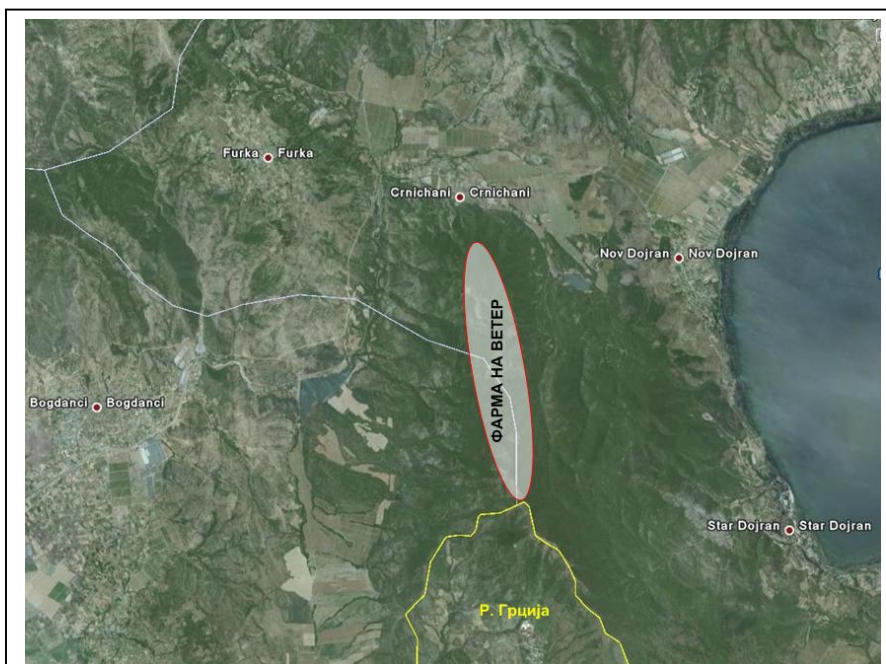 Furka Furka
Crnichani Crnichani
Nov Dojran Nov Dojran
ФАРМА НА ВЕТЕР
Bogdanci Bogdanci
Star Dojran Star Dojran
Р. Грција